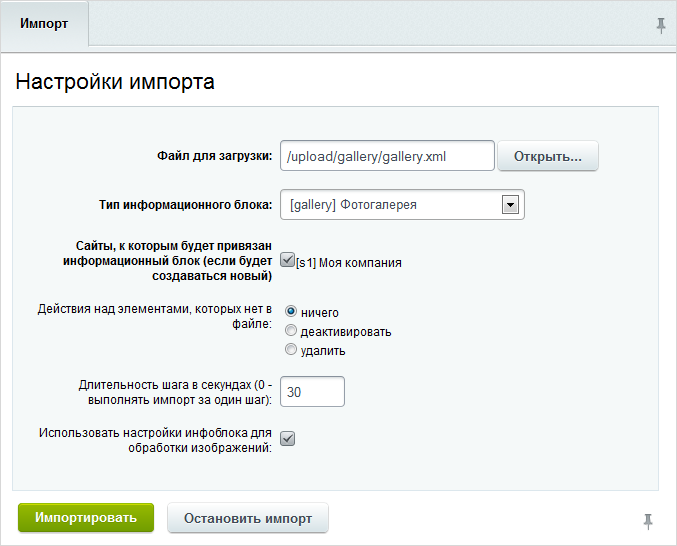 Импорт
Настройки импорта
Файл для загрузки: /upload/gallery/gallery.xml Открыть...
Тип информационного блока: [gallery] Фотогалерея
Сайты, к которым будет привязан
информационный блок (если будет
создаваться новый)
[s1] Моя компания
Действия над элементами, которых нет в
файле:
ничего
деактивировать
удалить
Длительность шага в секундах (0 -
выполнять импорт за один шаг):
30
Использовать настройки инфоблока для
обработки изображений:
Импортировать Остановить импорт